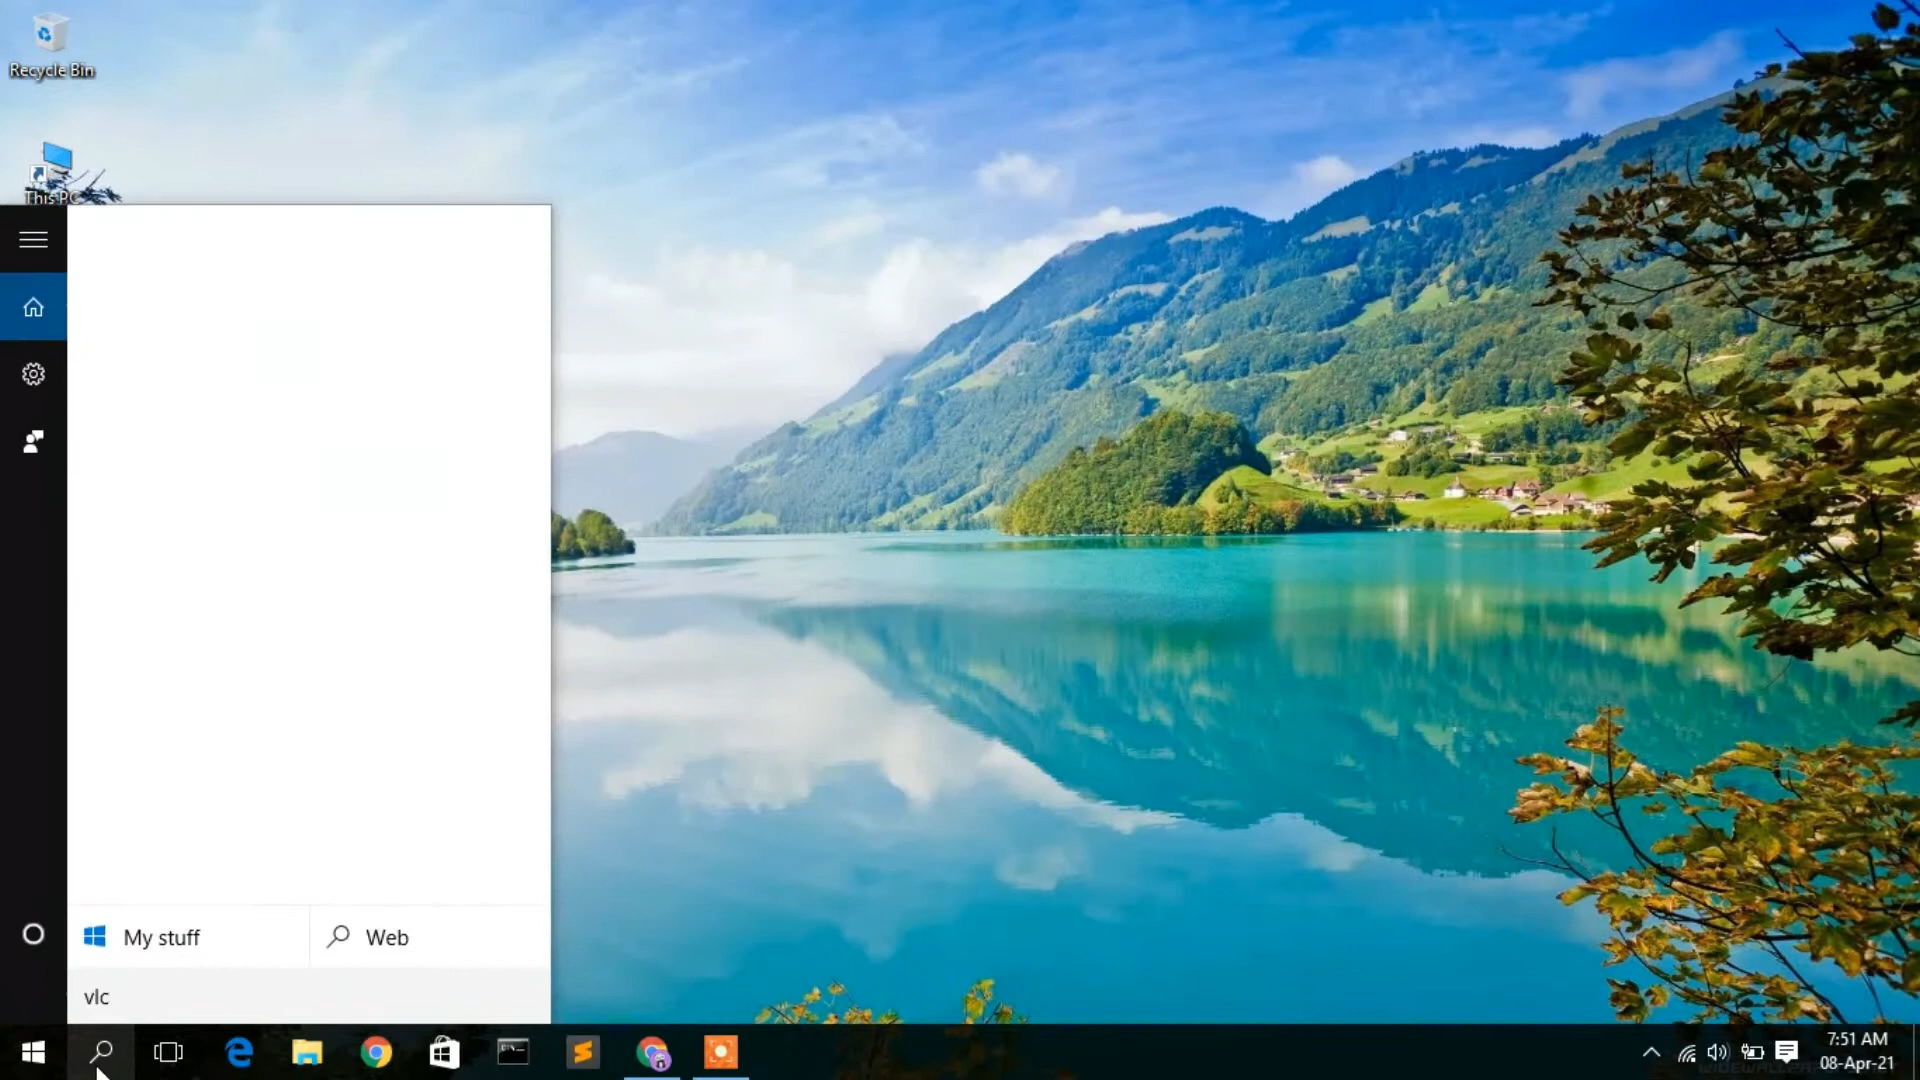 Recycle Bin
This PC
My stuff
Web
vlc
7:51 AM
08-Apr-21